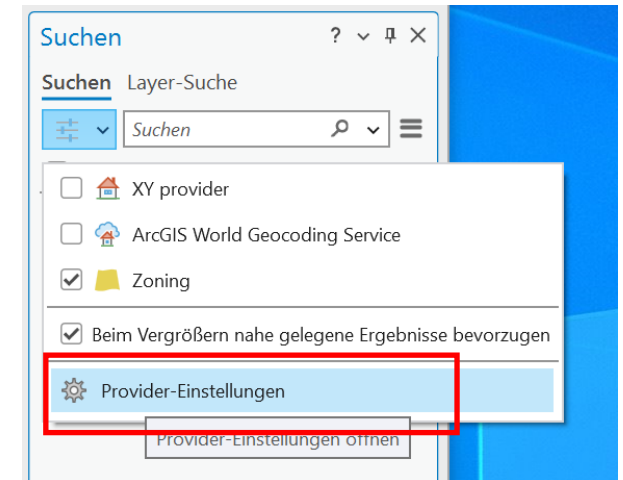 Suchen
Suchen Layer-Suche
Suchen
XY provider
ArcGIS World Geocoding Service
Zoning
Beim Vergrößern nahe gelegene Ergebnisse bevorzugen
Provider-Einstellungen
Provider-Einstellungen öffnen